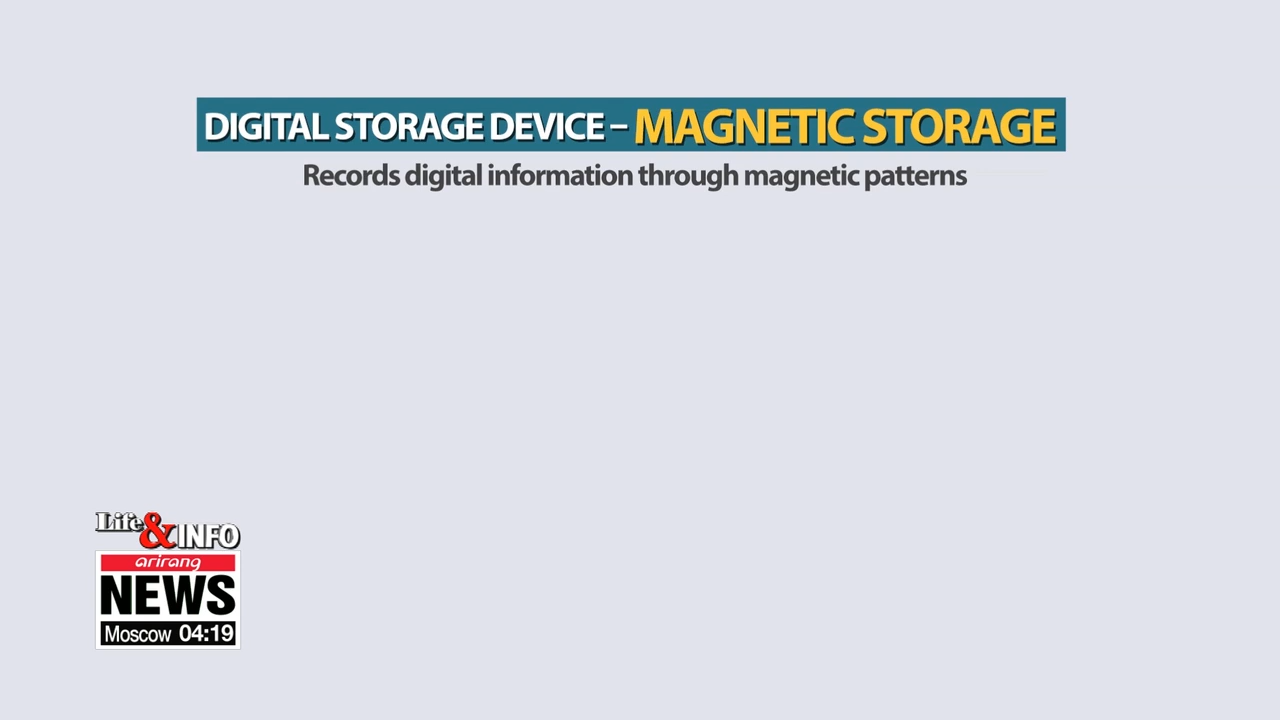 DIGITAL STORAGE DEVICE – MAGNETIC STORAGE
Records digital information through magnetic patterns
Life & INFO
arirang
NEWS
Moscow 04:19